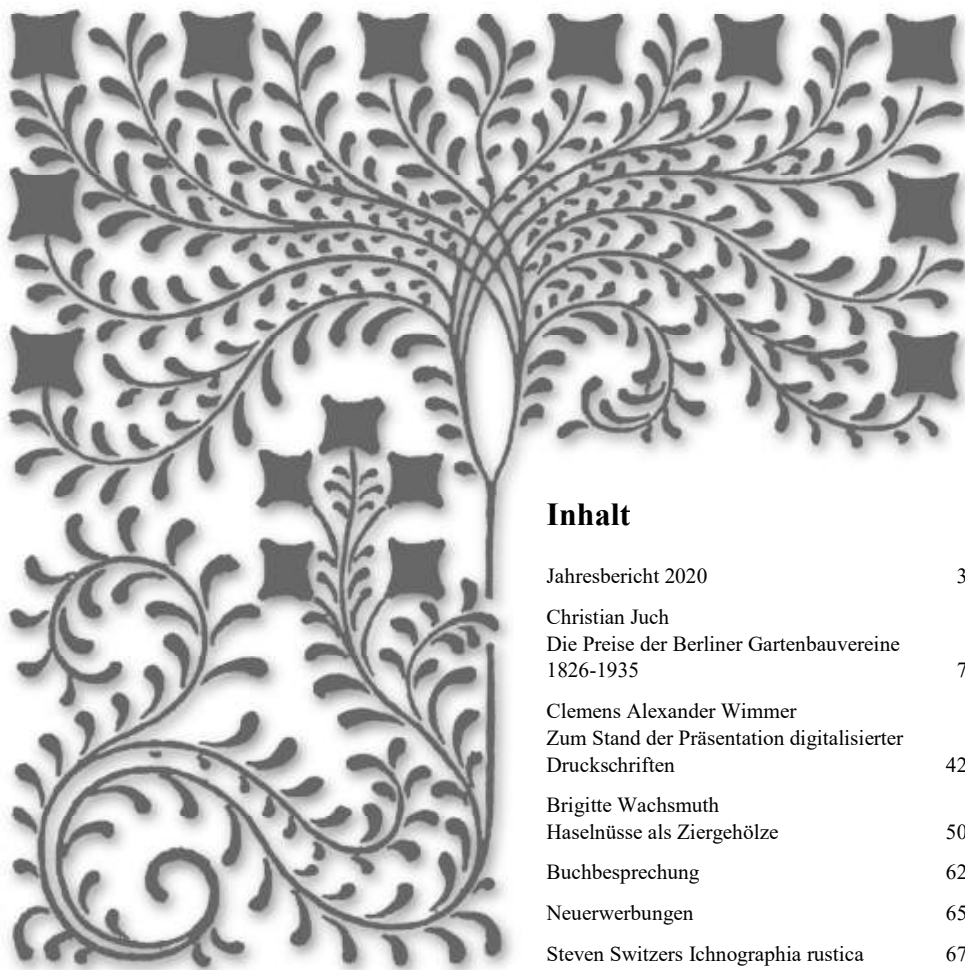 Inhalt
Jahresbericht 2020 3
Christian Juch
Die Preise der Berliner Gartenbauvereine
1826-1935 7
Clemens Alexander Wimmer
Zum Stand der Präsentation digitalisierter
Druckschriften 42
Brigitte Wachsmuth
Haselnüsse als Ziergehölze 50
Buchbesprechung 62
Neuerwerbungen 65
Steven Switzers Ichnographia rustica 67